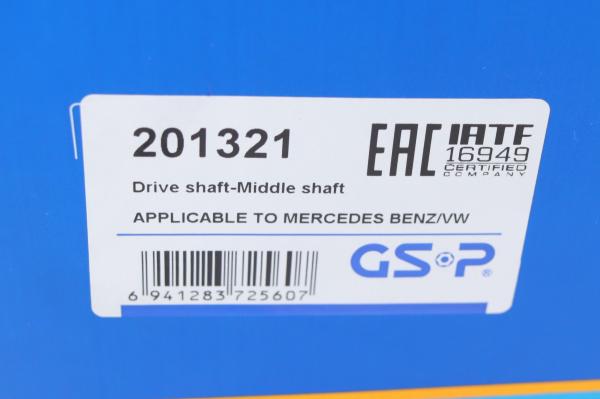 201321
EAC
IATF
16949
CERTIFIED
COMPANY
Drive shaft-Middle shaft
APPLICABLE TO MERCEDES BENZ/VW
6 941283 725607
GSP®